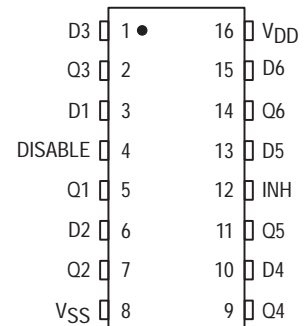 D3 1 16 VDD
Q3 2 15 D6
D1 3 14 Q6
DISABLE 4 13 D5
Q1 5 12 INH
D2 6 11 Q5
Q2 7 10 D4
VSS 8 9 Q4